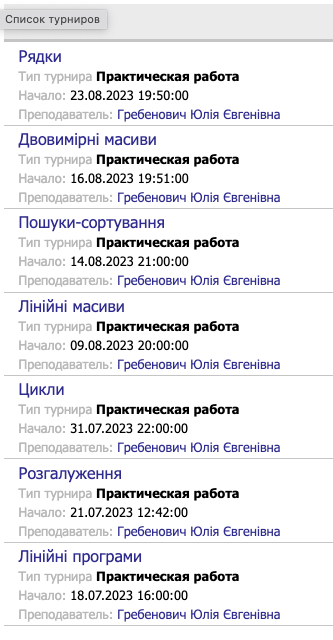 Список турниров
Рядки
Тип турнира Практическая работа
Начало: 23.08.2023 19:50:00
Преподаватель: Гребенович Юлія Євгенівна
Двовимірні масиви
Тип турнира Практическая работа
Начало: 16.08.2023 19:51:00
Преподаватель: Гребенович Юлія Євгенівна
Пошуки-сортування
Тип турнира Практическая работа
Начало: 14.08.2023 21:00:00
Преподаватель: Гребенович Юлія Євгенівна
Лінійні масиви
Тип турнира Практическая работа
Начало: 09.08.2023 20:00:00
Преподаватель: Гребенович Юлія Євгенівна
Цикли
Тип турнира Практическая работа
Начало: 31.07.2023 22:00:00
Преподаватель: Гребенович Юлія Євгенівна
Розгалуження
Тип турнира Практическая работа
Начало: 21.07.2023 12:42:00
Преподаватель: Гребенович Юлія Євгенівна
Лінійні програми
Тип турнира Практическая работа
Начало: 18.07.2023 16:00:00
Преподаватель: Гребенович Юлія Євгенівна